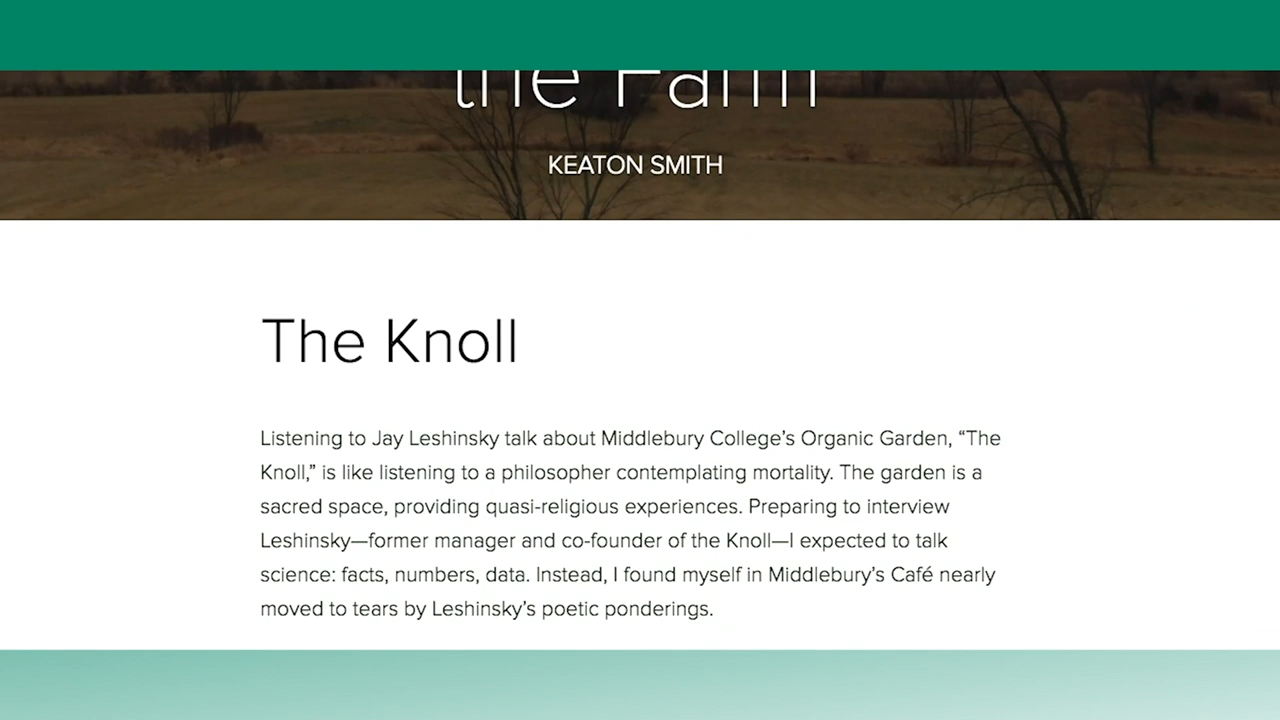 the Farm
KEATON SMITH
The Knoll
Listening to Jay Leshinsky talk about Middlebury College’s Organic Garden, “The
Knoll,” is like listening to a philosopher contemplating mortality. The garden is a
sacred space, providing quasi-religious experiences. Preparing to interview
Leshinsky—former manager and co-founder of the Knoll—I expected to talk
science: facts, numbers, data. Instead, I found myself in Middlebury’s Café nearly
moved to tears by Leshinsky’s poetic ponderings.